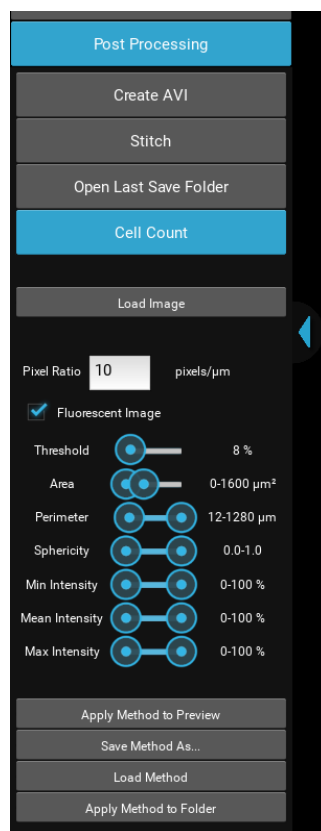 Post Processing
Create AVI
Stitch
Open Last Save Folder
Cell Count
Load Image
Pixel Ratio 10 pixels/µm
Fluorescent Image
Threshold 8 %
Area 0-1600 µm²
Perimeter 12-1280 µm
Sphericity 0.0-1.0
Min Intensity 0-100 %
Mean Intensity 0-100 %
Max Intensity 0-100 %
Apply Method to Preview
Save Method As...
Load Method
Apply Method to Folder